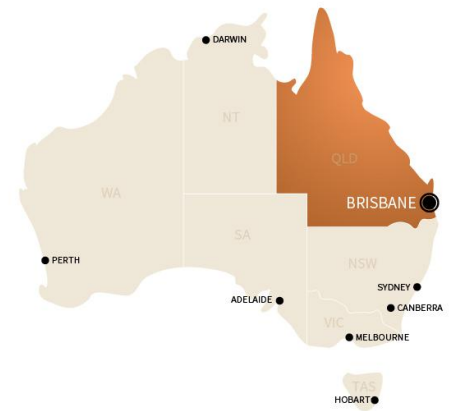 DARWIN
NT
QLD
WA
BRISBANE
SA
PERTH
NSW
SYDNEY
ADELAIDE
CANBERRA
VIC
MELBOURNE
TAS
HOBART